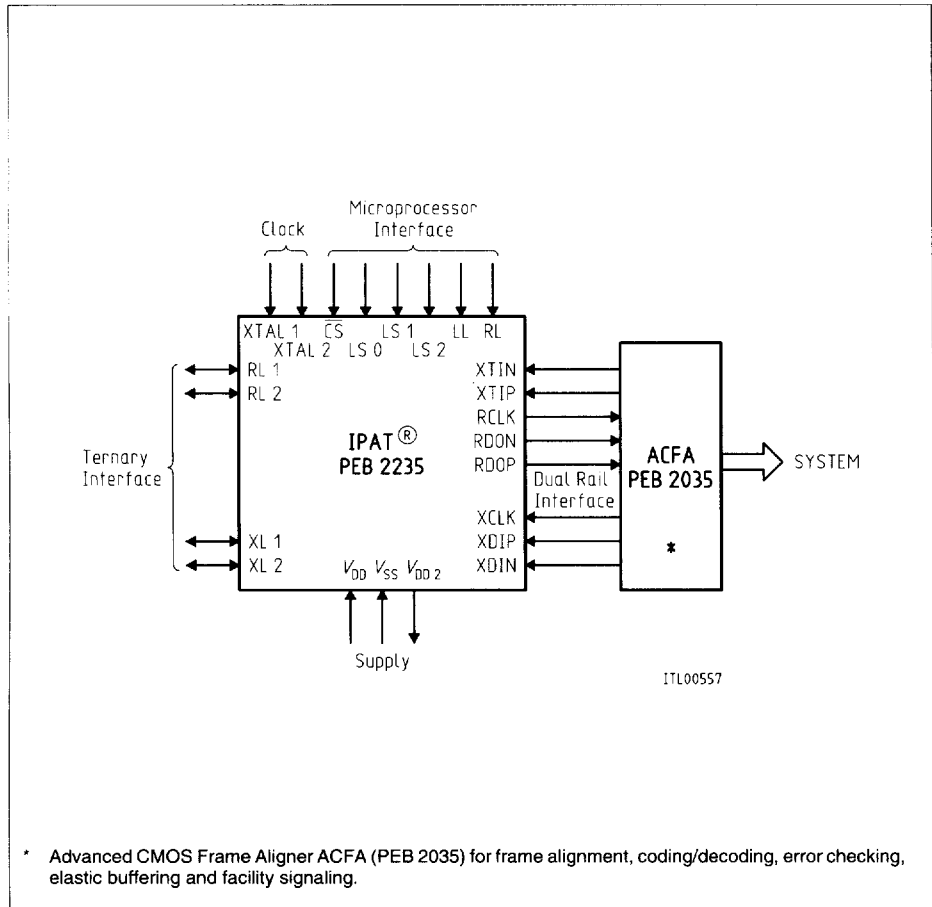 Microprocessor
Clock Interface
XTAL 1 C̅S̅ LS 1 LL RL
XTAL 2 LS 0 LS 2
RL 1 XTIN
RL 2 XTIP
RCLK
IPAT® RDON
PEB 2235 RDOP
Ternary
Interface
ACFA
PEB 2035
SYSTEM
Dual Rail
Interface
XCLK
XL 1 XDIP
*
XL 2 XDIN
VDD VSS VDD 2
Supply
ITL00557
* Advanced CMOS Frame Aligner ACFA (PEB 2035) for frame alignment, coding/decoding, error checking,
elastic buffering and facility signaling.